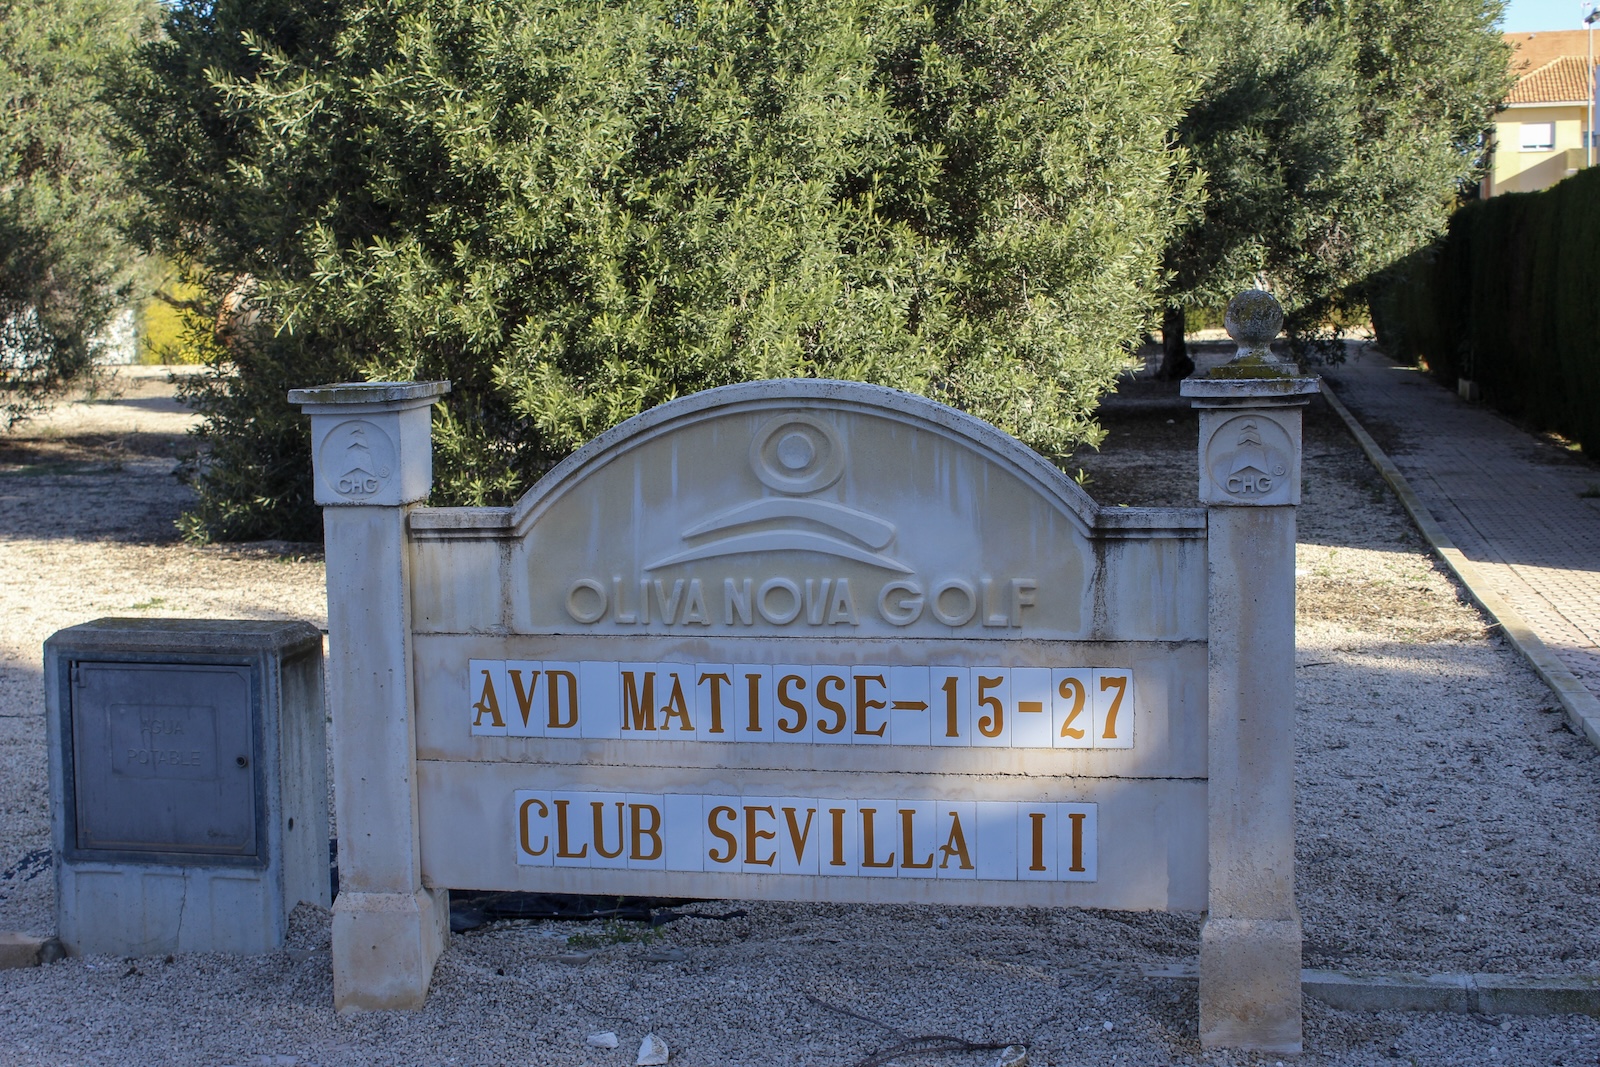 CHG
CHG ®
OLIVA NOVA GOLF
AVD MATISSE→15-27
CLUB SEVILLA II
AGUA
POTABLE